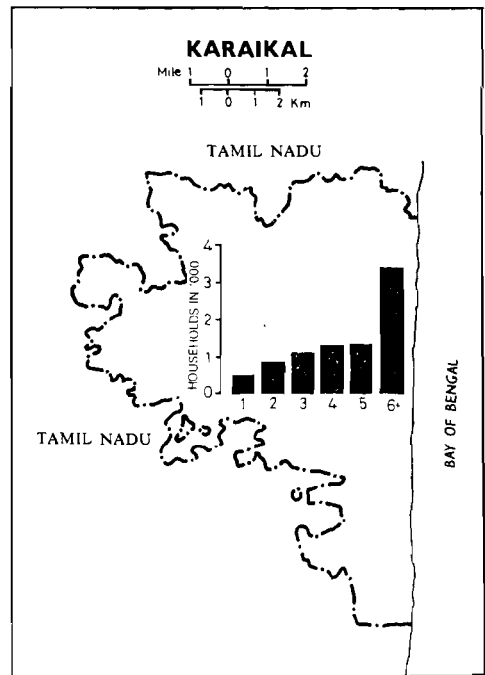 KARAIKAL
Mile 1 0 1 2
1 0 1 2 Km
TAMIL NADU
4
3
2
1
0
HOUSEHOLDS IN '000
1 2 3 4 5 6+
TAMIL NADU
BAY OF BENGAL